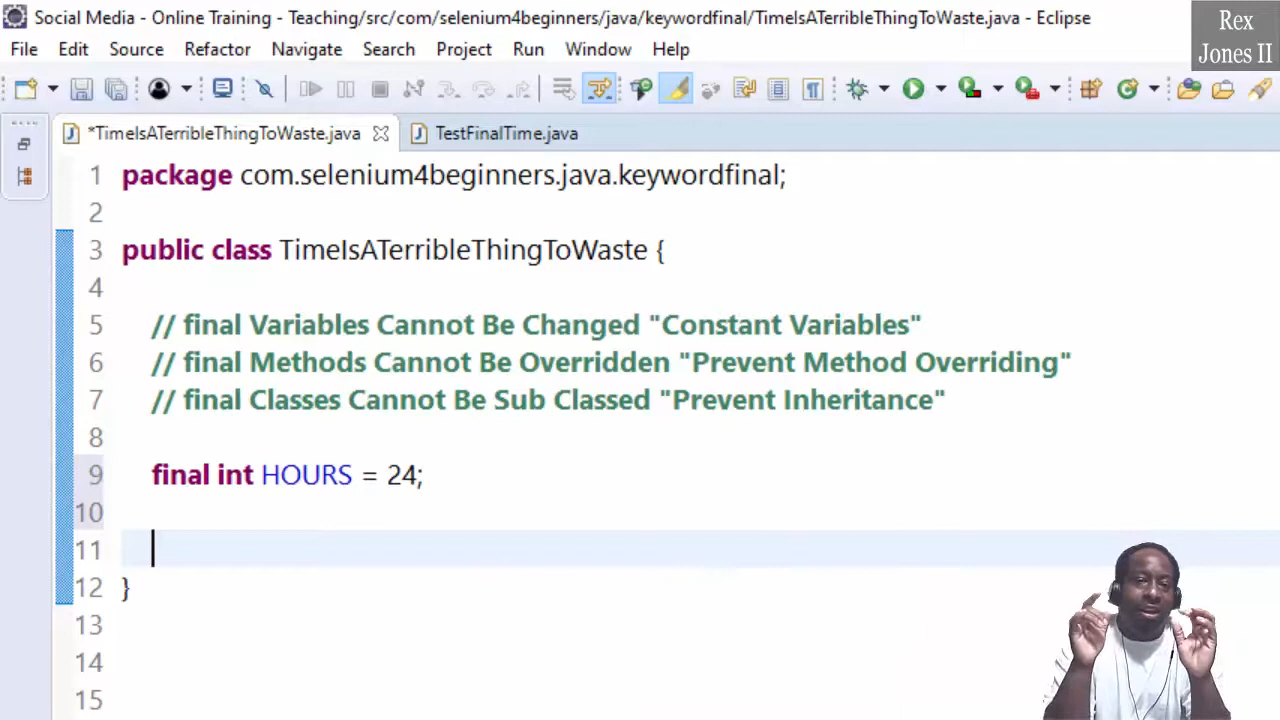 Social Media - Online Training - Teaching/src/com/selenium4beginners/java/keywordfinal/TimeIsATerribleThingToWaste.java - Eclipse
Rex
Jones II
File Edit Source Refactor Navigate Search Project Run Window Help
*TimeIsATerribleThingToWaste.java TestFinalTime.java
1 package com.selenium4beginners.java.keywordfinal;
2
3 public class TimeIsATerribleThingToWaste {
4
5 // final Variables Cannot Be Changed "Constant Variables"
6 // final Methods Cannot Be Overridden "Prevent Method Overriding"
7 // final Classes Cannot Be Sub Classed "Prevent Inheritance"
8
9 final int HOURS = 24;
10
11
12 }
13
14
15